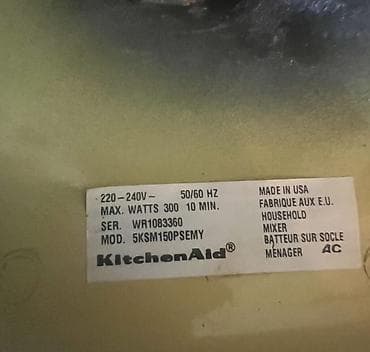 220-240V~ 50/60 HZ
MAX. WATTS 300 10 MIN.
SER. WR1083360
MOD. 5KSM150PSEMY
KitchenAid®
MADE IN USA
FABRIQUE AUX E.U.
HOUSEHOLD
MIXER
BATTEUR SUR SOCLE
MÉNAGER AC